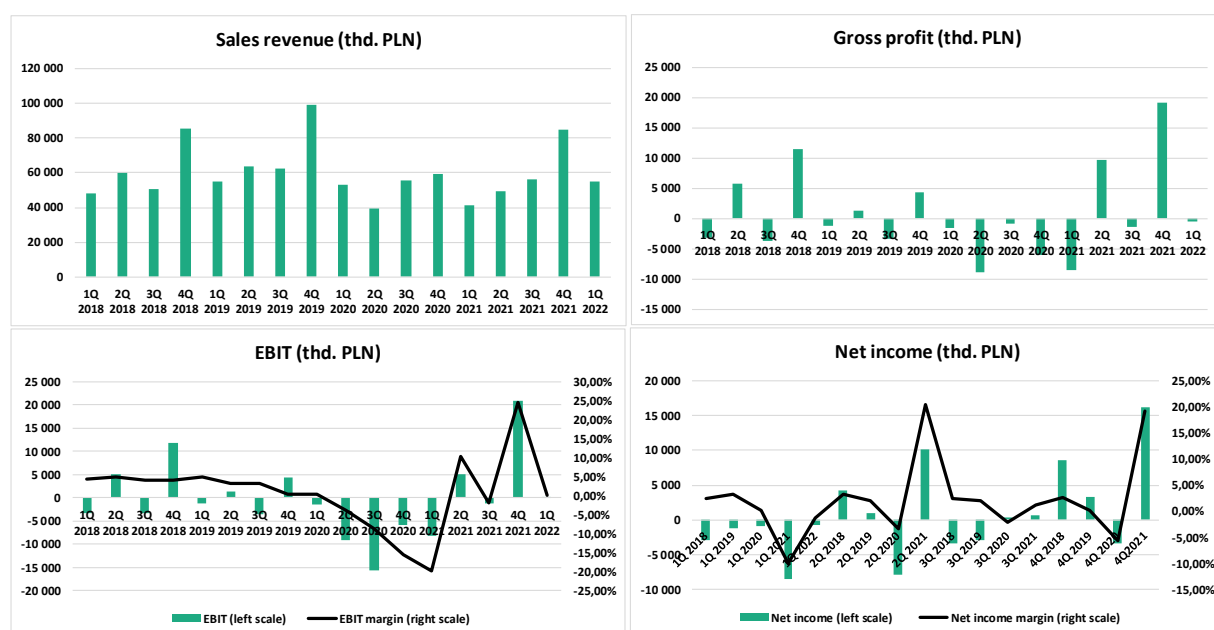 Sales revenue (thd. PLN)
120 000
100 000
80 000
60 000
40 000
20 000
0
1Q 2Q 3Q 4Q 1Q 2Q 3Q 4Q 1Q 2Q 3Q 4Q 1Q 2Q 3Q 4Q 1Q
2018 2018 2018 2018 2019 2019 2019 2019 2020 2020 2020 2020 2021 2021 2021 2021 2022
Gross profit (thd. PLN)
25 000
20 000
15 000
10 000
5 000
0
-5 000
-10 000
-15 000
1Q 2Q 3Q 4Q 1Q 2Q 3Q 4Q 1Q 2Q 3Q 4Q 1Q 2Q 3Q 4Q 1Q
2018 2018 2018 2018 2019 2019 2019 2019 2020 2020 2020 2020 2021 2021 2021 2021 2022
EBIT (thd. PLN)
25 000
20 000
15 000
10 000
5 000
0
-5 000
-10 000
-15 000
-20 000
30,00%
25,00%
20,00%
15,00%
10,00%
5,00%
0,00%
-5,00%
-10,00%
-15,00%
-20,00%
-25,00%
1Q 2Q 3Q 4Q 1Q 2Q 3Q 4Q 1Q 2Q 3Q 4Q 1Q 2Q 3Q 4Q 1Q
2018 2018 2018 2018 2019 2019 2019 2019 2020 2020 2020 2020 2021 2021 2021 2021 2022
EBIT (left scale) EBIT margin (right scale)
Net income (thd. PLN)
20 000
15 000
10 000
5 000
0
-5 000
-10 000
25,00%
20,00%
15,00%
10,00%
5,00%
0,00%
-5,00%
-10,00%
-15,00%
1Q 2018
1Q 2019
1Q 2020
1Q 2021
1Q 2022
2Q 2018
2Q 2019
2Q 2020
2Q 2021
3Q 2018
3Q 2019
3Q 2020
3Q 2021
4Q 2018
4Q 2019
4Q 2020
4Q 2021
Net income (left scale) Net income margin (right scale)